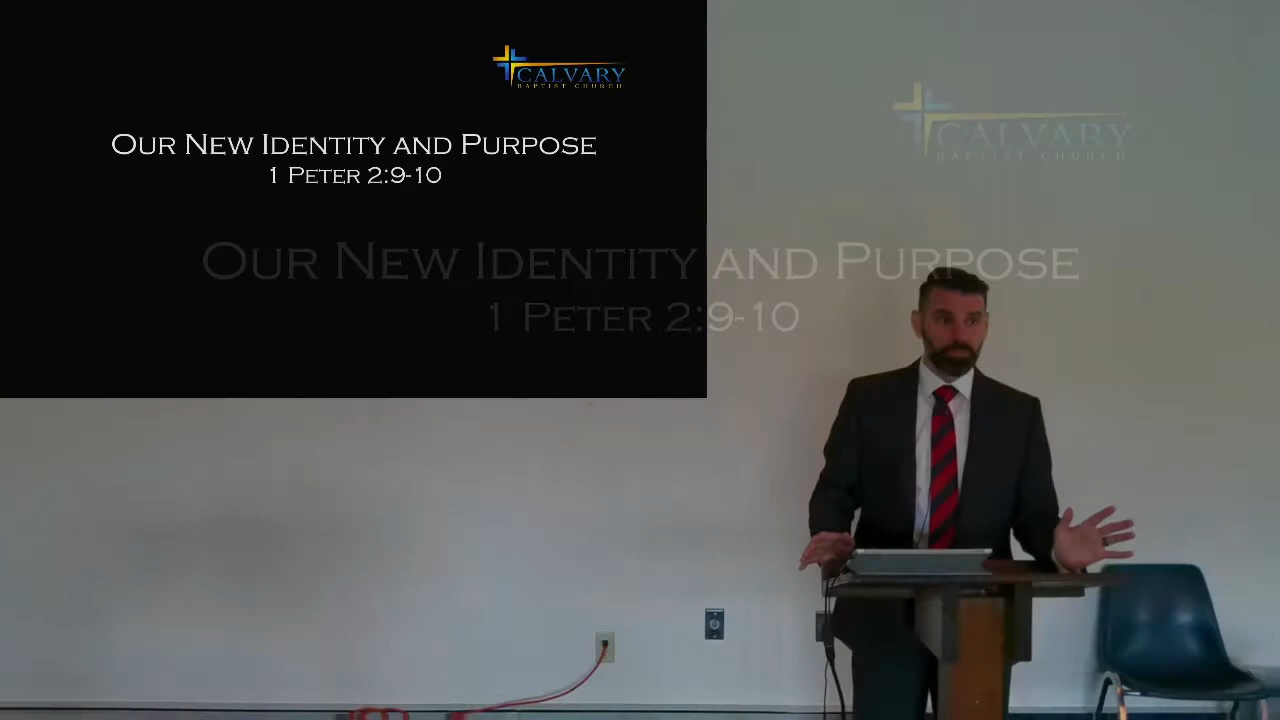 CALVARY
BAPTIST CHURCH
OUR NEW IDENTITY AND PURPOSE
1 PETER 2:9-10
CALVARY
BAPTIST CHURCH
OUR NEW IDENTITY AND PURPOSE
1 PETER 2:9-10